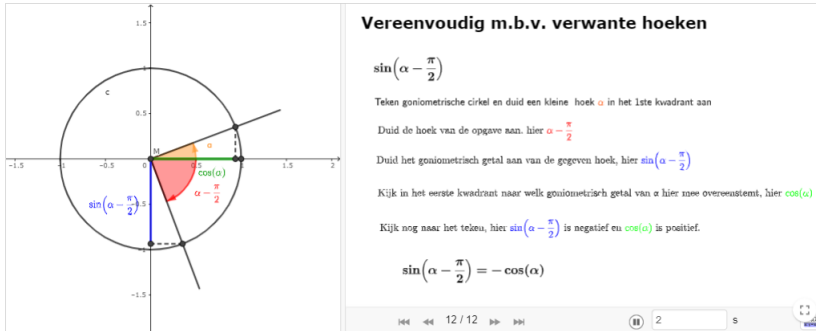 Vereenvoudig m.b.v. verwante hoeken
sin(α − π/2)
Teken goniometrische cirkel en duid een kleine hoek α in het 1ste kwadrant aan
Duid de hoek van de opgave aan. hier α − π/2
Duid het goniometrisch getal aan van de gegeven hoek, hier sin(α − π/2)
Kijk in het eerste kwadrant naar welk goniometrisch getal van α hier mee overeenstemt, hier cos(α)
Kijk nog naar het teken, hier sin(α − π/2) is negatief en cos(α) is positief.
sin(α − π/2) = − cos(α)
12 / 12
2
s
1.5
1
c
0.5
M
α
−1.5
−1
−0.5
0
0.5
1
1.5
2
cos(α)
α − π/2
sin(α − π/2)
−0.5
−1
−1.5